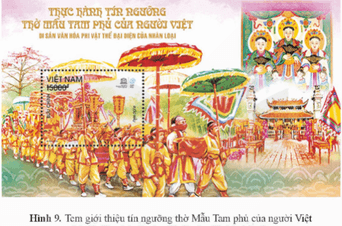 THỰC HÀNH TÍN NGƯỠNG
THỜ MẪU TAM PHỦ CỦA NGƯỜI VIỆT
DI SẢN VĂN HÓA PHI VẬT THỂ ĐẠI DIỆN CỦA NHÂN LOẠI
VIỆT NAM
15000đ
Hình 9. Tem giới thiệu tín ngưỡng thờ Mẫu Tam phủ của người Việt